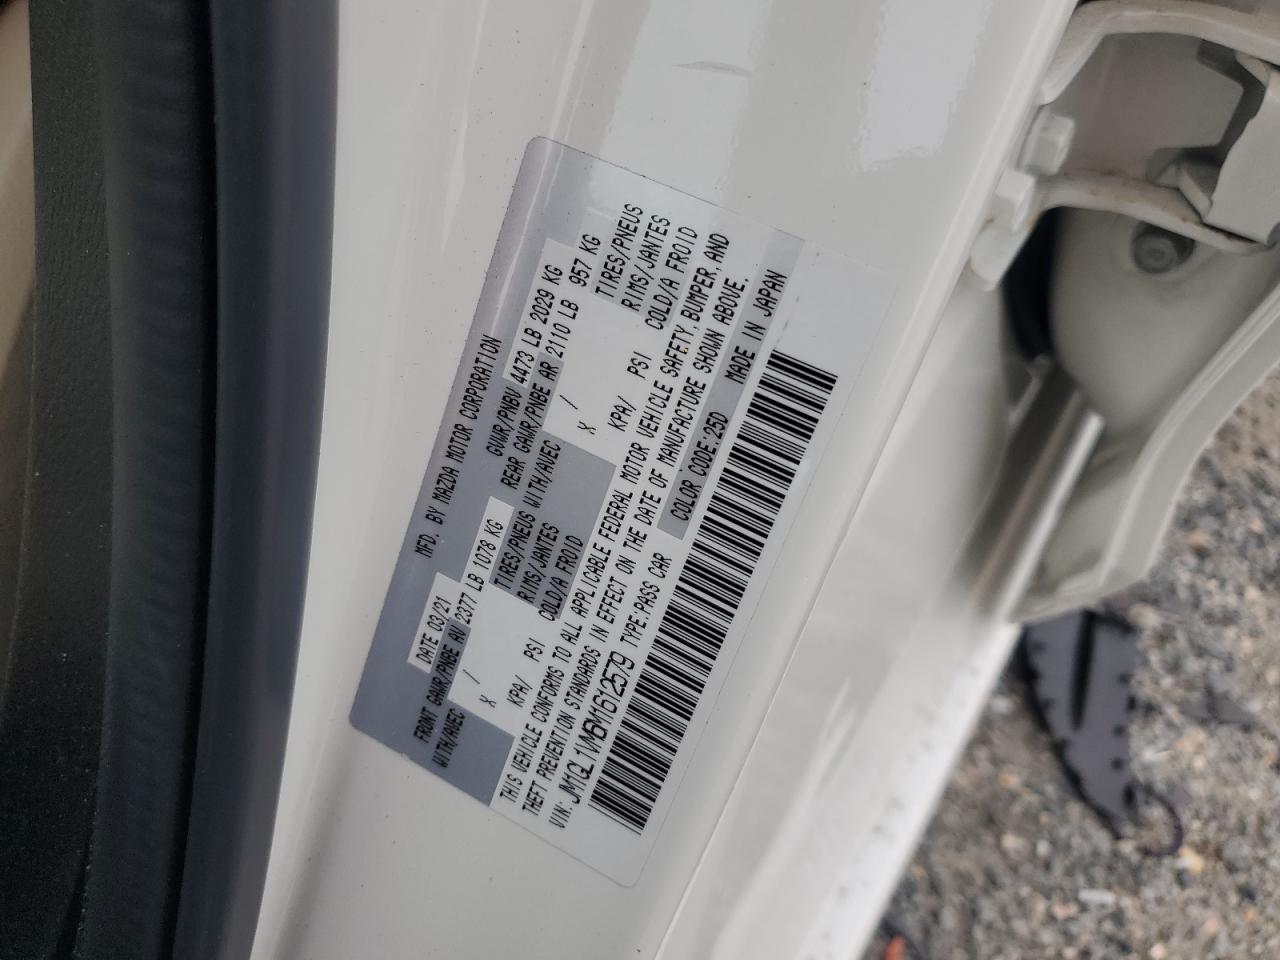 MFD. BY MAZDA MOTOR CORPORATION
DATE 03/21 GVWR/PNBV 4473 LB 2029 KG
FRONT GAWR/PNBE AV 2377 LB 1078 KG REAR GAWR/PNBE AR 2110 LB 957 KG
WITH/AVEC X / TIRES/PNEUS WITH/AVEC X / TIRES/PNEUS
RIMS/JANTES RIMS/JANTES
KPA/ PSI COLD/A FROID KPA/ PSI COLD/A FROID
THIS VEHICLE CONFORMS TO ALL APPLICABLE FEDERAL MOTOR VEHICLE SAFETY, BUMPER, AND
THEFT PREVENTION STANDARDS IN EFFECT ON THE DATE OF MANUFACTURE SHOWN ABOVE.
VIN: JM1GL1WM6M1612579 TYPE:PASS CAR COLOR CODE:25D MADE IN JAPAN